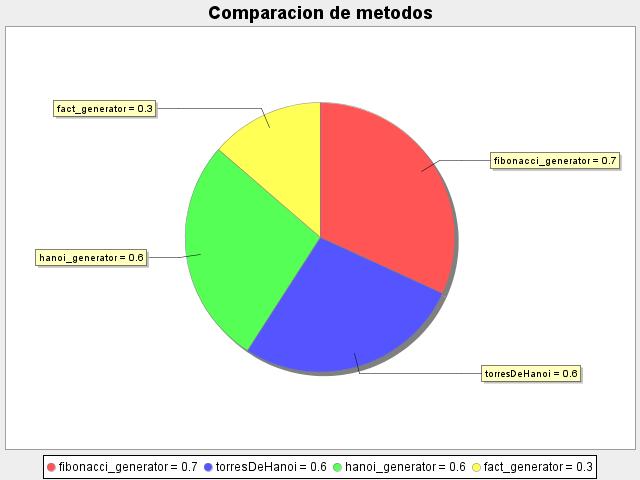 Comparacion de metodos
fact_generator = 0.3
fibonacci_generator = 0.7
hanoi_generator = 0.6
torresDeHanoi = 0.6
fibonacci_generator = 0.7 torresDeHanoi = 0.6 hanoi_generator = 0.6 fact_generator = 0.3